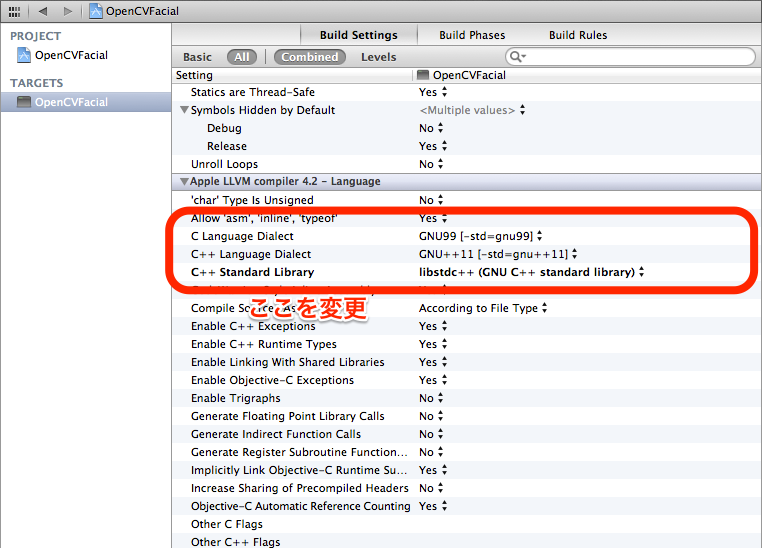 OpenCVFacial
PROJECT
OpenCVFacial
TARGETS
OpenCVFacial
Build Settings Build Phases Build Rules
Basic All Combined Levels
Setting OpenCVFacial
Statics are Thread-Safe Yes
Symbols Hidden by Default <Multiple values>
Debug No
Release Yes
Unroll Loops No
Apple LLVM compiler 4.2 - Language
'char' Type Is Unsigned No
Allow 'asm', 'inline', 'typeof' Yes
C Language Dialect GNU99 [-std=gnu99]
C++ Language Dialect GNU++11 [-std=gnu++11]
C++ Standard Library libstdc++ (GNU C++ standard library)
ここを変更
Compile Sources As According to File Type
Enable C++ Exceptions Yes
Enable C++ Runtime Types Yes
Enable Linking With Shared Libraries Yes
Enable Objective-C Exceptions Yes
Enable Trigraphs No
Generate Floating Point Library Calls No
Generate Indirect Function Calls No
Generate Register Subroutine Function... No
Implicitly Link Objective-C Runtime Su... Yes
Increase Sharing of Precompiled Headers No
Objective-C Automatic Reference Counting Yes
Other C Flags
Other C++ Flags